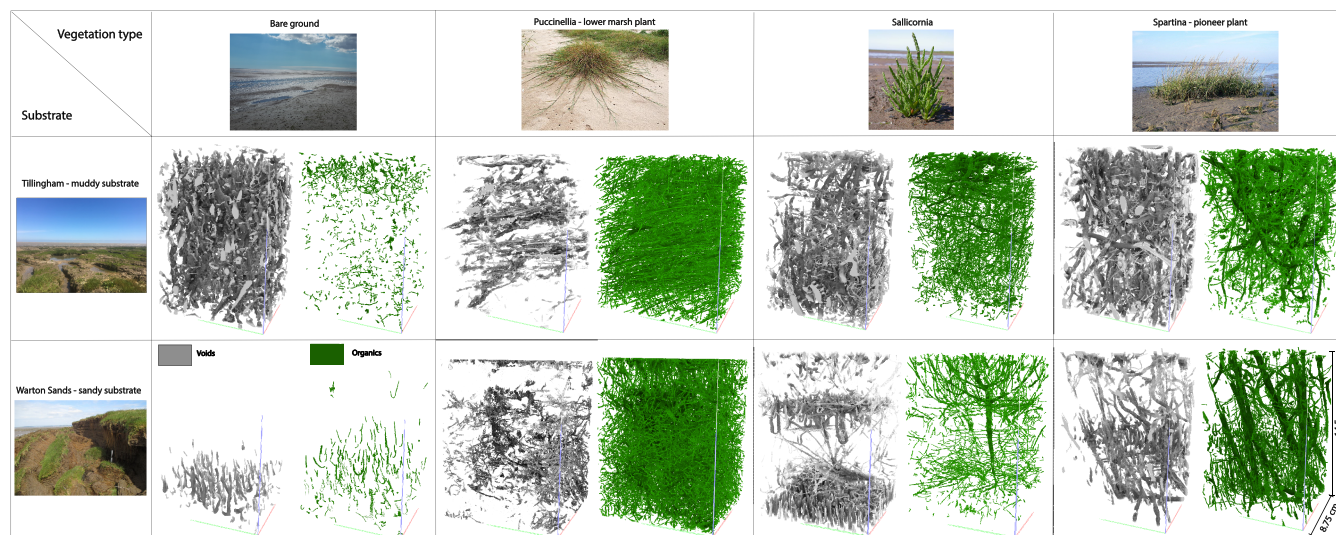 Vegetation type
Substrate
Bare ground
Puccinellia - lower marsh plant
Sallicornia
Spartina - pioneer plant
Tillingham - muddy substrate
Warton Sands - sandy substrate
Voids
Organics
8.75 cm